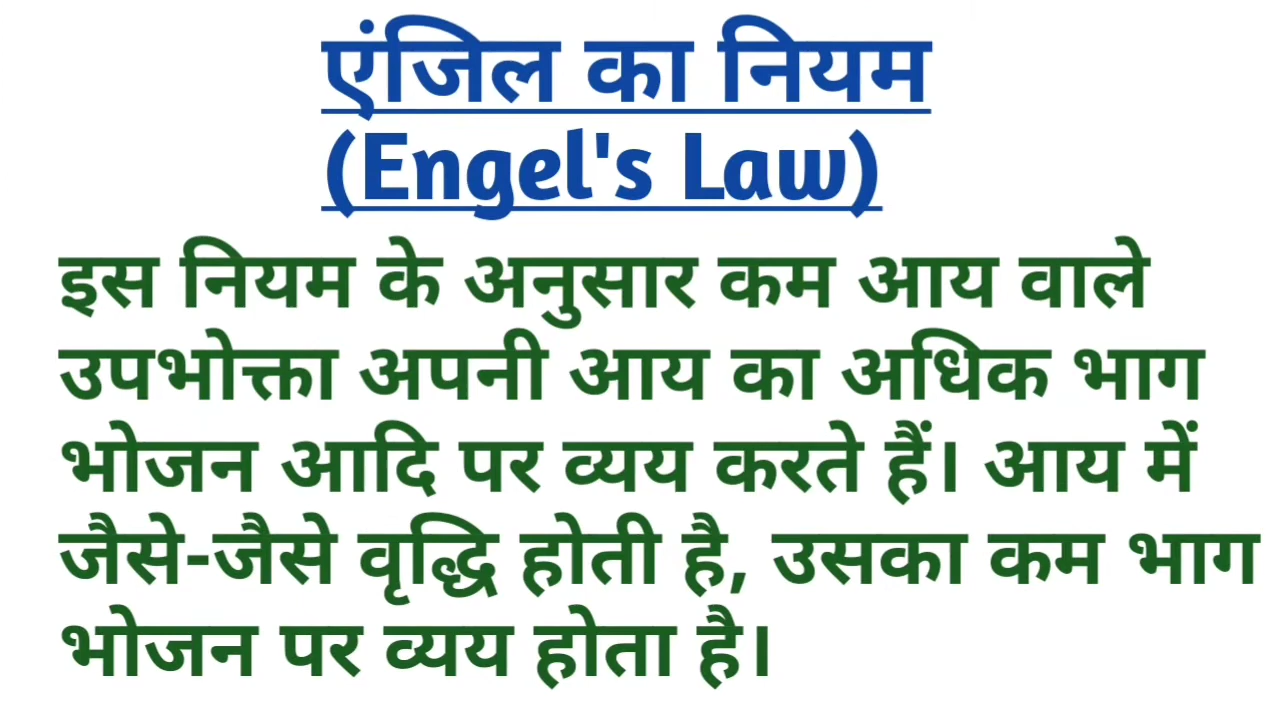 एंजिल का नियम
(Engel's Law)
इस नियम के अनुसार कम आय वाले
उपभोक्ता अपनी आय का अधिक भाग
भोजन आदि पर व्यय करते हैं। आय में
जैसे-जैसे वृद्धि होती है, उसका कम भाग
भोजन पर व्यय होता है।